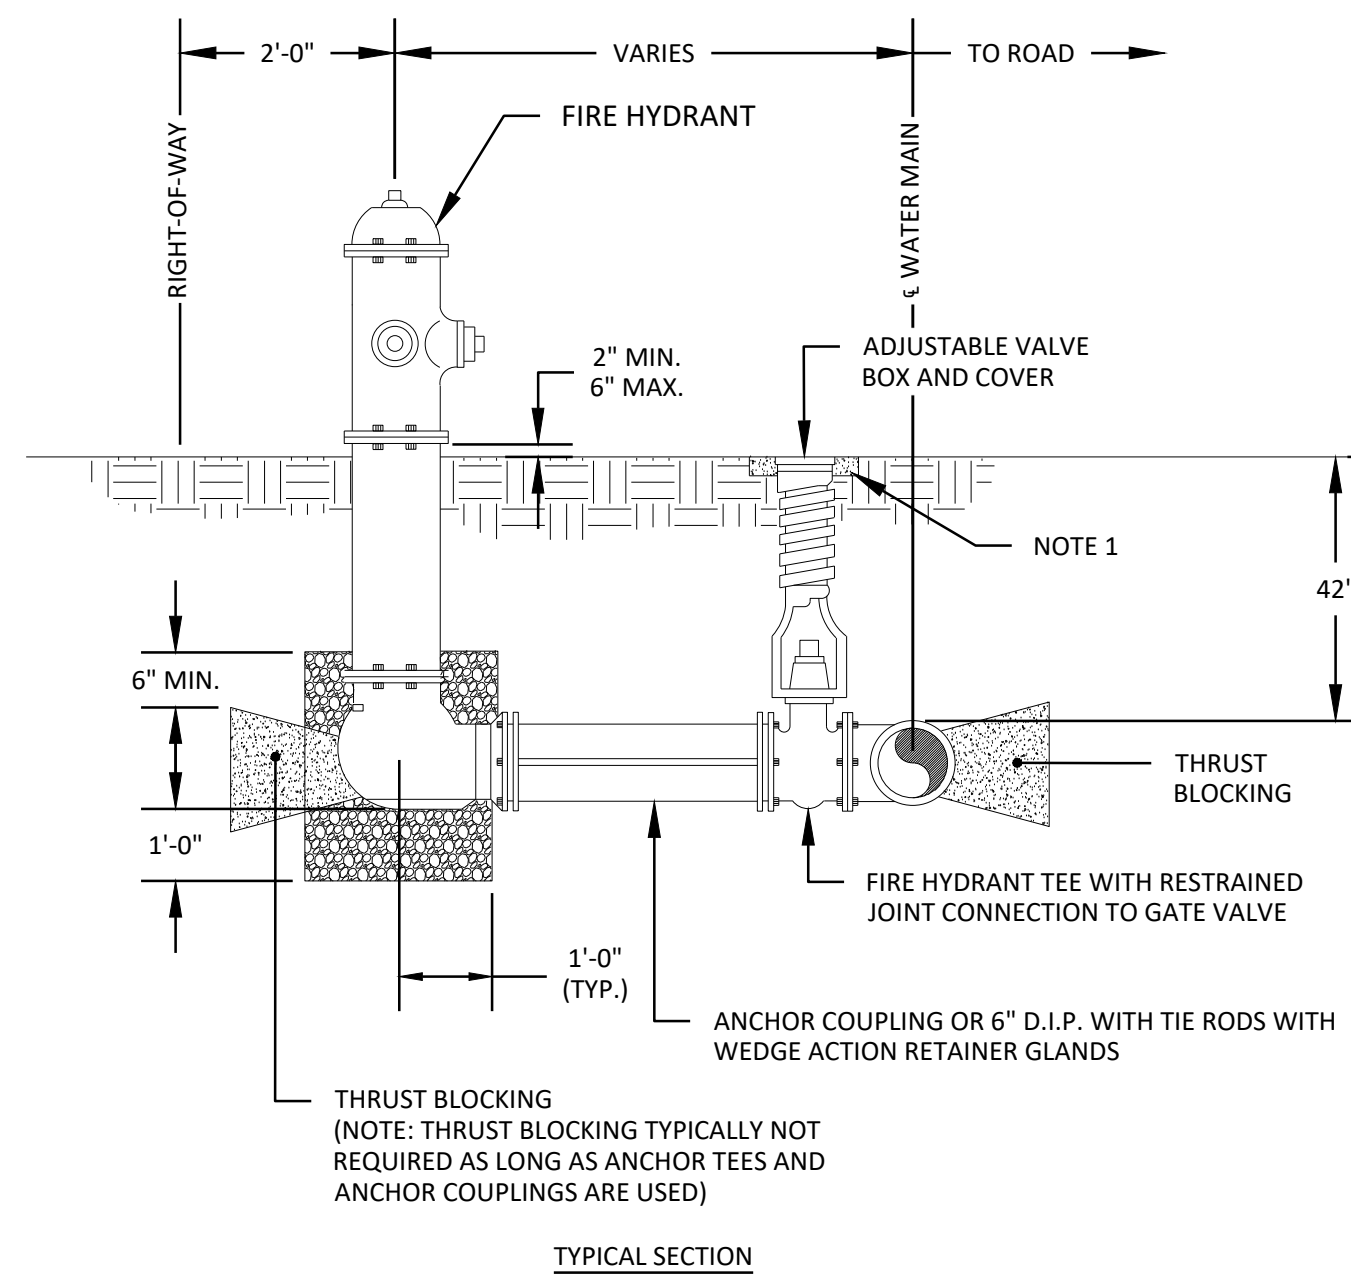 2'-0"
VARIES
TO ROAD
FIRE HYDRANT
RIGHT-OF-WAY
℄ WATER MAIN
2" MIN.
6" MAX.
ADJUSTABLE VALVE
BOX AND COVER
NOTE 1
42'
6" MIN.
THRUST
BLOCKING
1'-0"
FIRE HYDRANT TEE WITH RESTRAINED
JOINT CONNECTION TO GATE VALVE
1'-0"
(TYP.)
ANCHOR COUPLING OR 6" D.I.P. WITH TIE RODS WITH
WEDGE ACTION RETAINER GLANDS
THRUST BLOCKING
(NOTE: THRUST BLOCKING TYPICALLY NOT
REQUIRED AS LONG AS ANCHOR TEES AND
ANCHOR COUPLINGS ARE USED)
TYPICAL SECTION